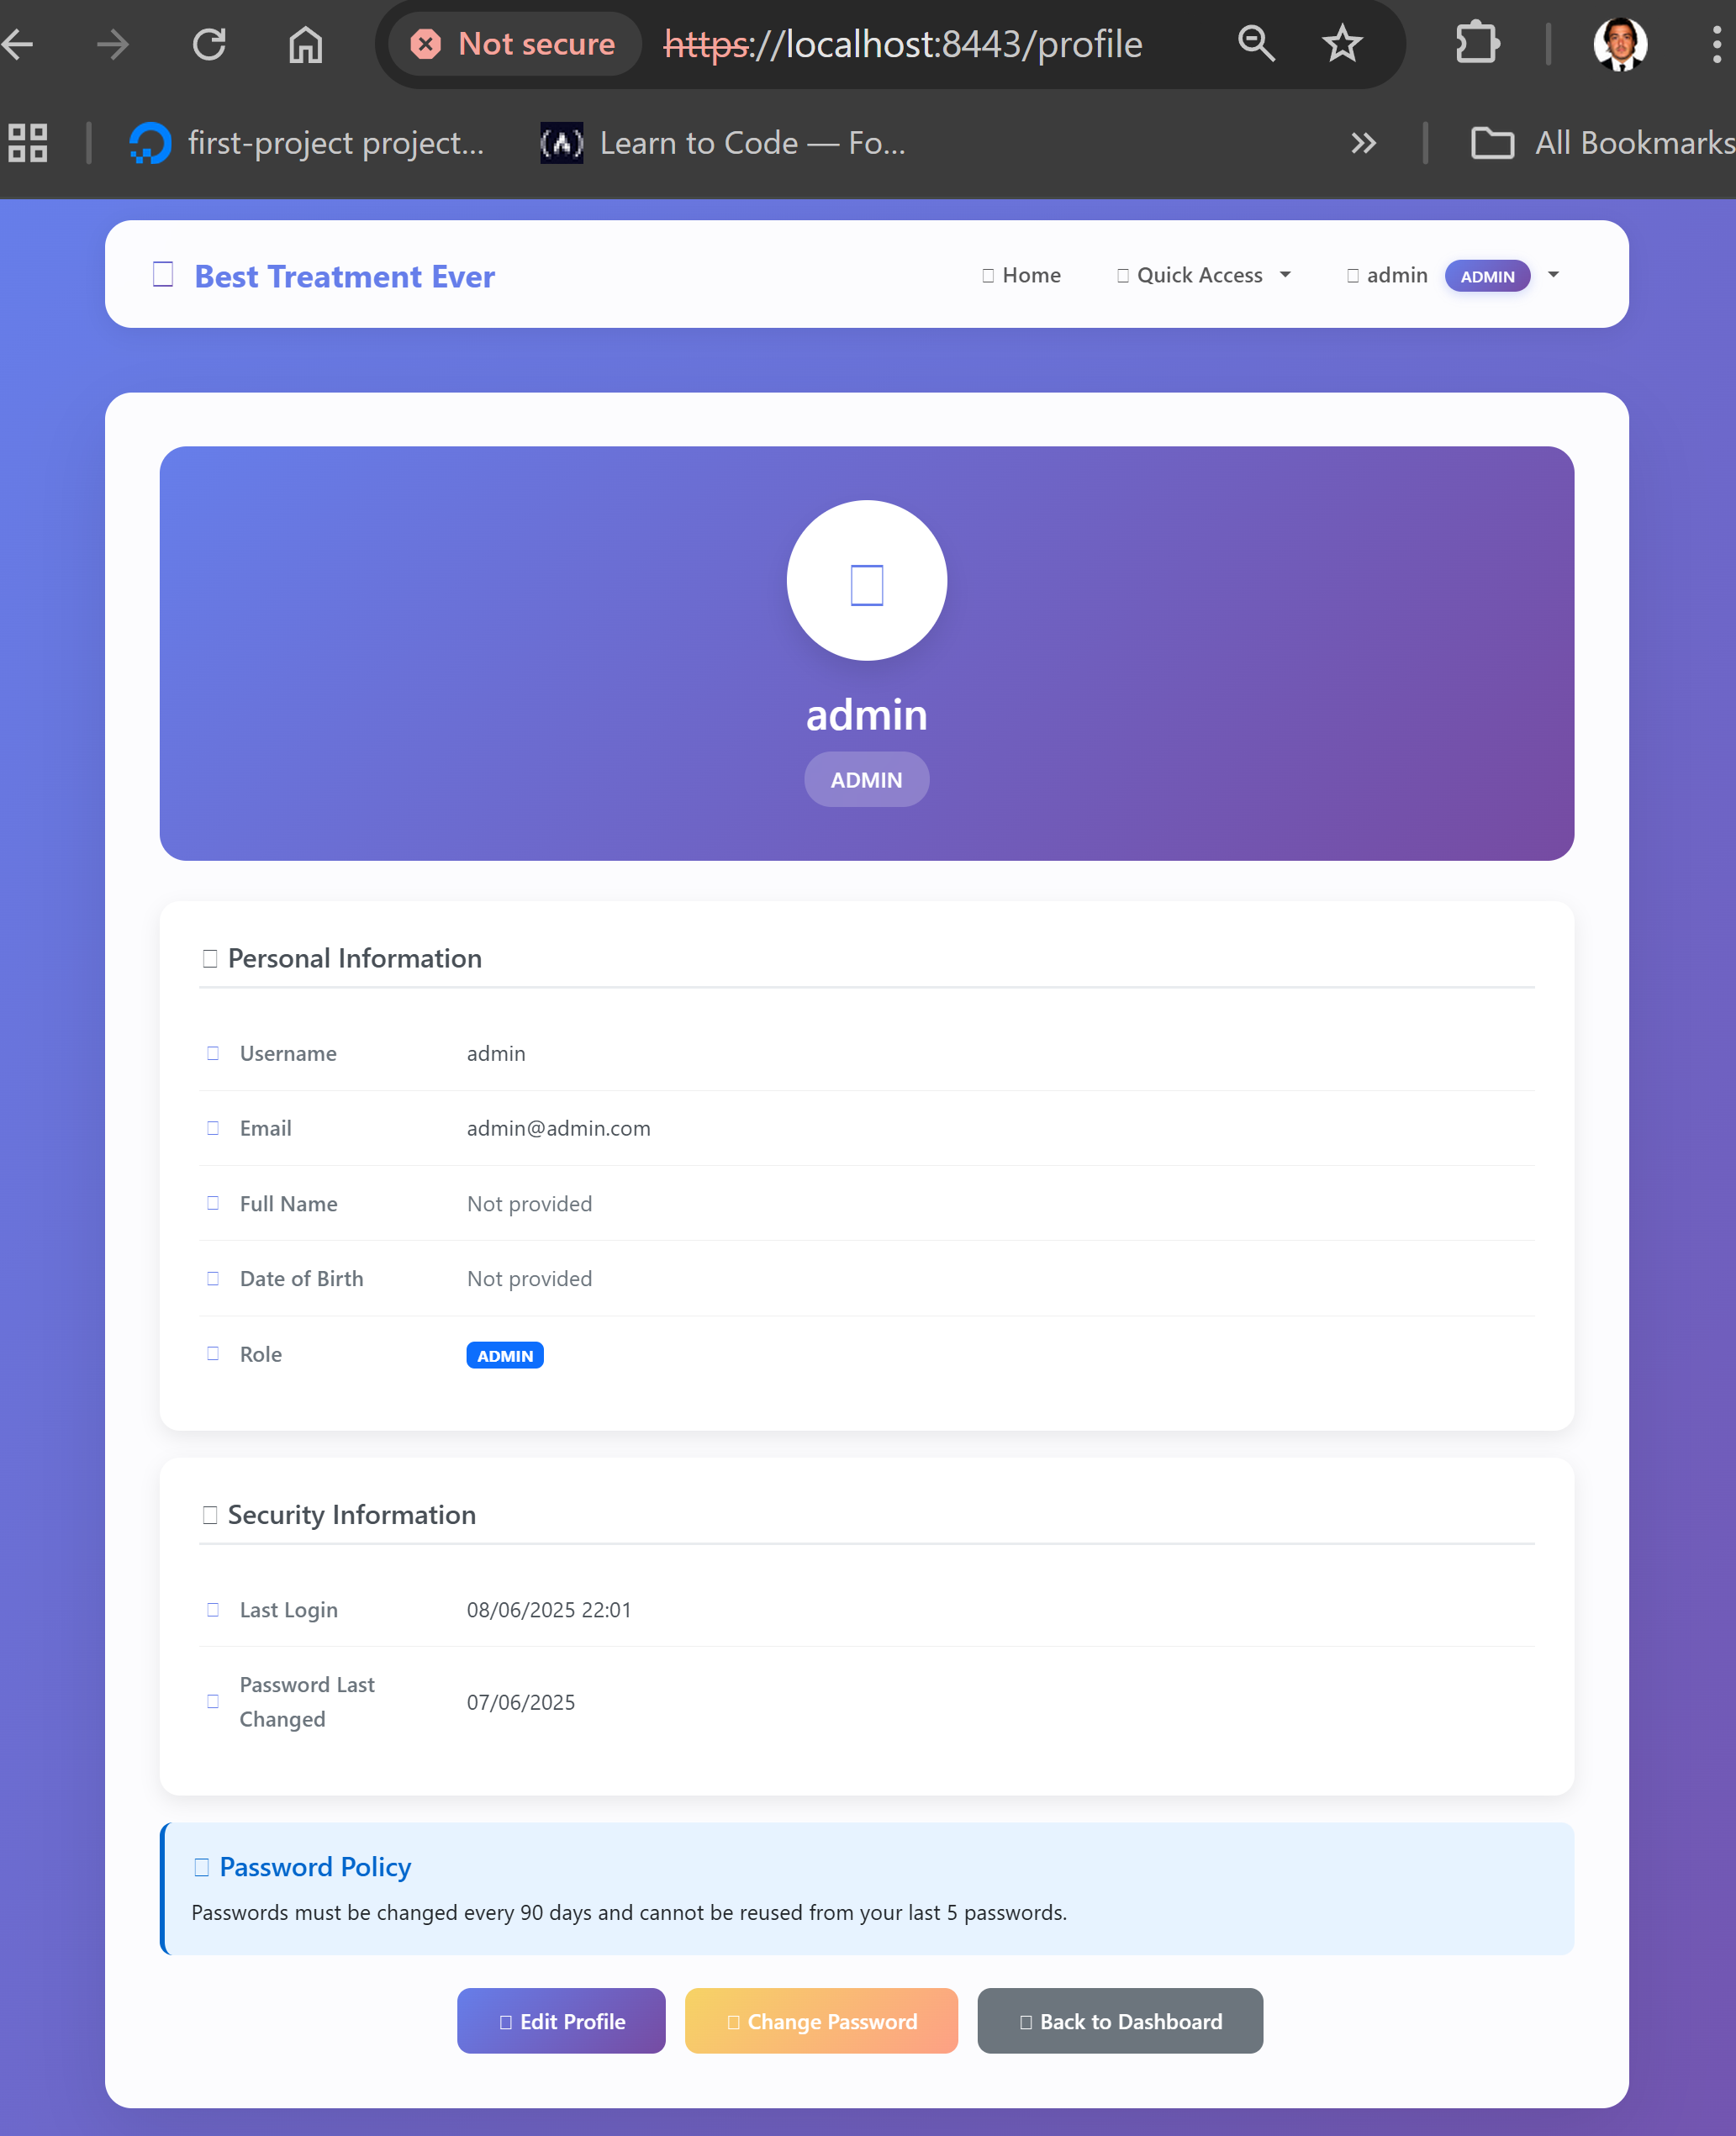 Not secure https://localhost:8443/profile
first-project project... Learn to Code — Fo... All Bookmarks
Best Treatment Ever Home Quick Access admin ADMIN
admin
ADMIN
Personal Information
Username admin
Email admin@admin.com
Full Name Not provided
Date of Birth Not provided
Role ADMIN
Security Information
Last Login 08/06/2025 22:01
Password Last
Changed 07/06/2025
Password Policy
Passwords must be changed every 90 days and cannot be reused from your last 5 passwords.
Edit Profile Change Password Back to Dashboard